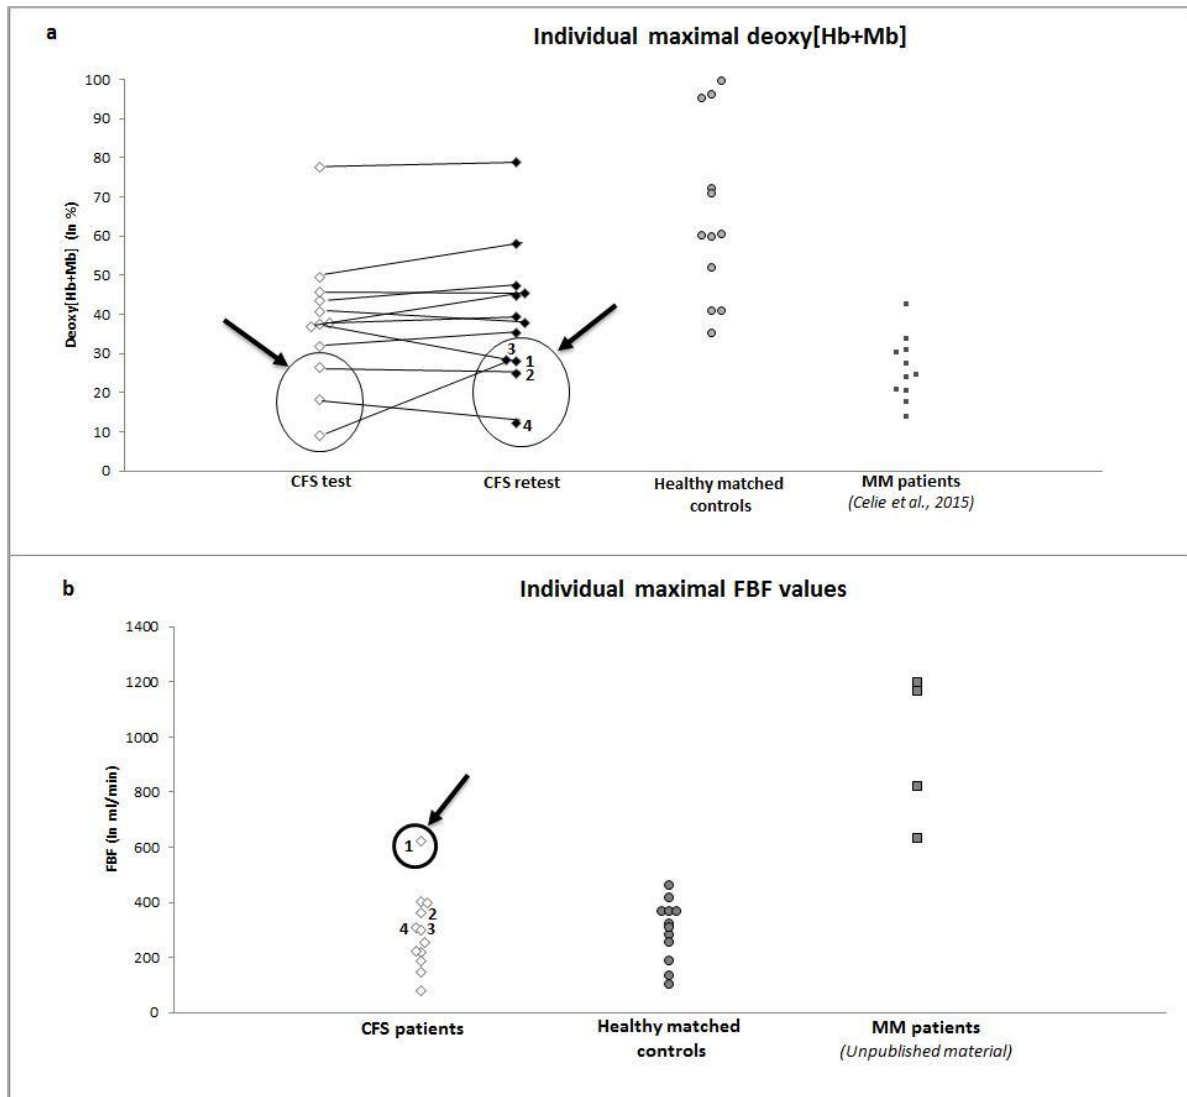 a
Individual maximal deoxy[Hb+Mb]
Deoxy[Hb+Mb] (In %)
100
90
80
70
60
50
40
30
20
10
0
3
1
2
4
CFS test
CFS retest
Healthy matched
controls
MM patients
(Celie et al., 2015)
b
Individual maximal FBF values
FBF (In ml/min)
1400
1200
1000
800
600
400
200
0
1
2
4 3
CFS patients
Healthy matched
controls
MM patients
(Unpublished material)